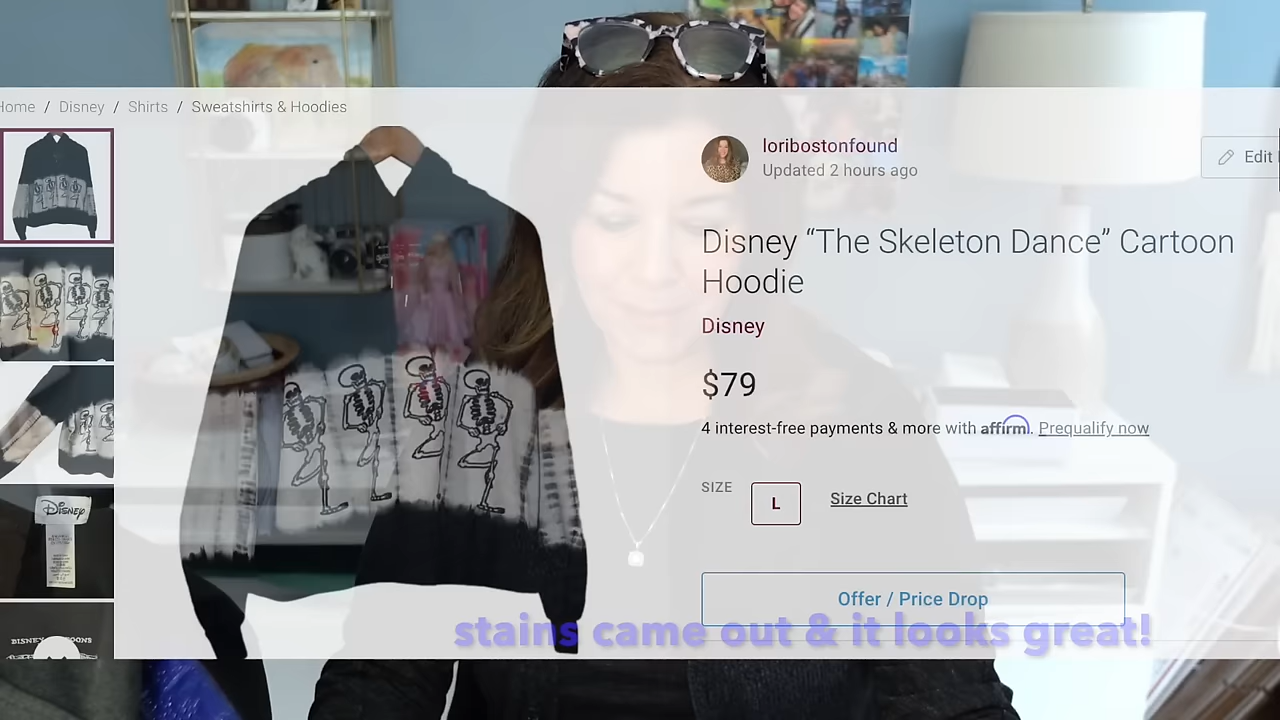 Home / Disney / Shirts / Sweatshirts & Hoodies
loribostonfound
Updated 2 hours ago
Edit
Disney “The Skeleton Dance” Cartoon
Hoodie
Disney
$79
4 interest-free payments & more with affirm. Prequalify now
SIZE
L
Size Chart
Disney
Offer / Price Drop
stains came out & it looks great!